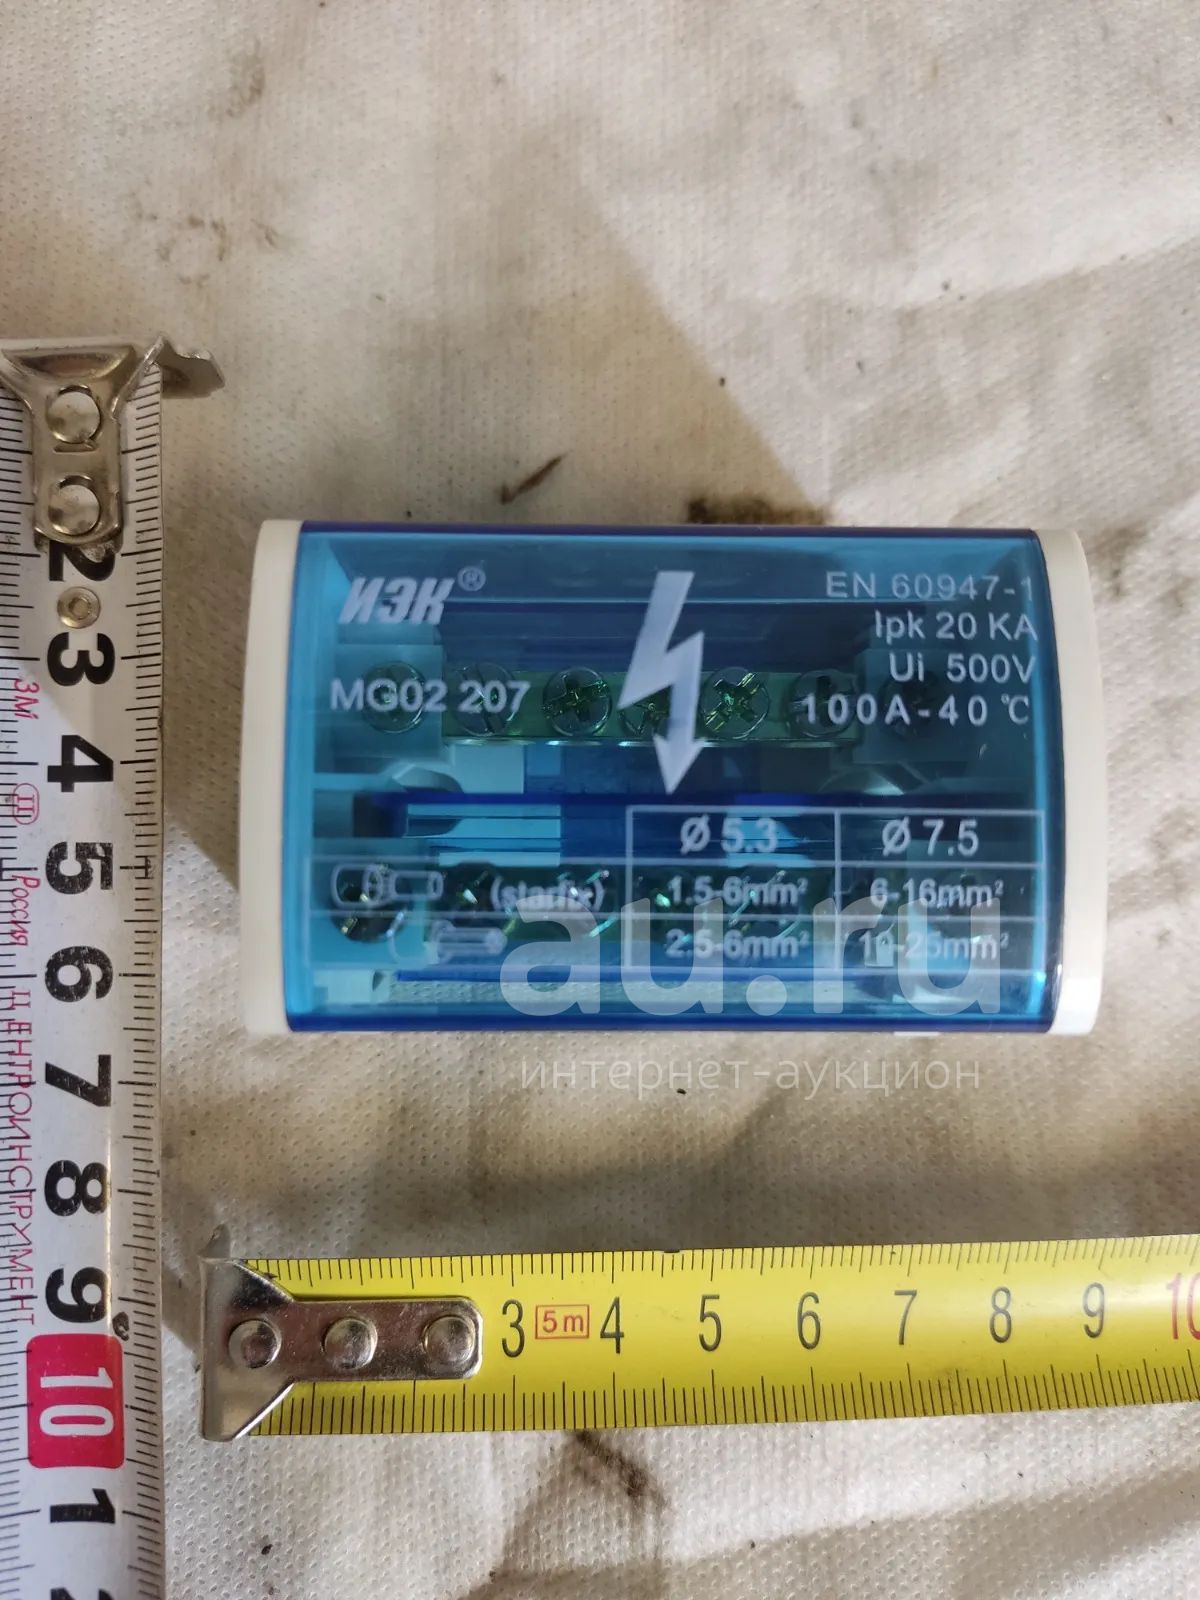 ИЭК®
MG02 207
EN 60947-1
Ipk 20 KA
Ui 500V
100A-40 ℃
Ø 5.3 Ø 7.5
1.5-6mm² 6-16mm²
2.5-6mm² 10-25mm²
au.ru
интернет-аукцион
2 3 4 5 6 7 8 9 10 1
3М
Россия ЦЕНТРОИНСТРУМЕНТ
3 5m 4 5 6 7 8 9 10